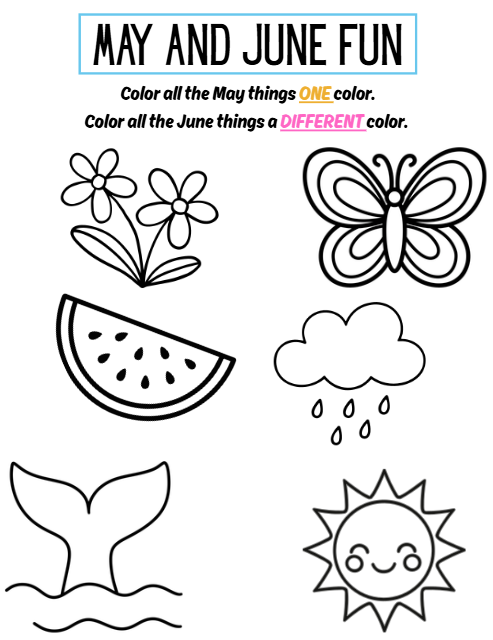 MAY AND JUNE FUN
Color all the May things ONE color.
Color all the June things a DIFFERENT color.